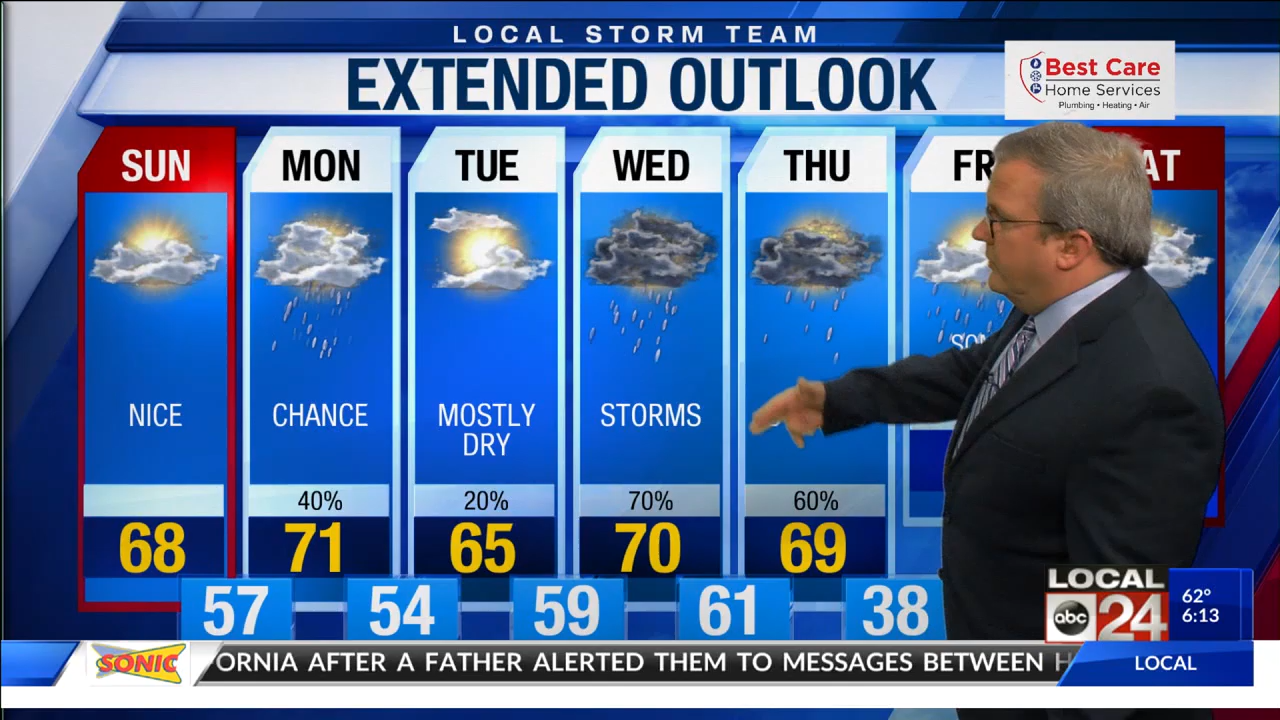 LOCAL STORM TEAM
EXTENDED OUTLOOK
Best Care
Home Services
Plumbing • Heating • Air
SUN
MON
TUE
WED
THU
NICE
CHANCE
MOSTLY
DRY
STORMS
40%
20%
70%
60%
68
71
65
70
69
57
54
59
61
38
LOCAL
abc 24
62°
6:13
SONIC
ORNIA AFTER A FATHER ALERTED THEM TO MESSAGES BETWEEN
LOCAL